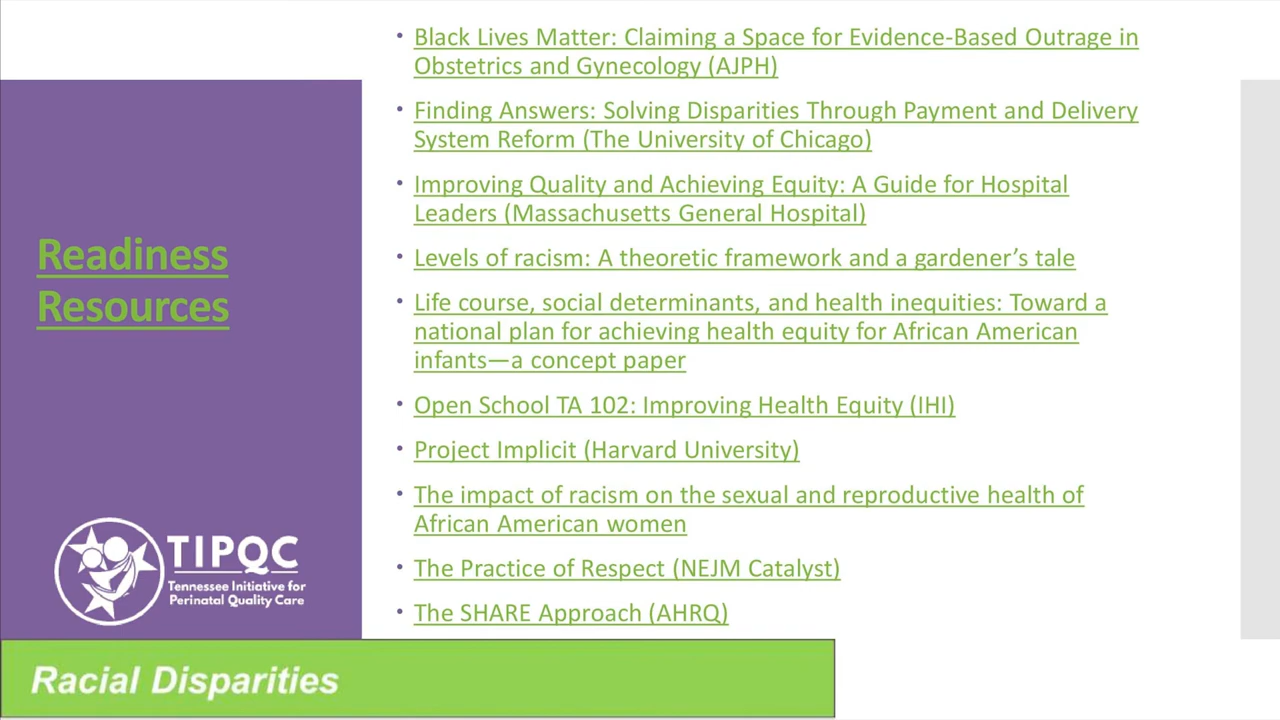 Readiness
Resources
• Black Lives Matter: Claiming a Space for Evidence-Based Outrage in
Obstetrics and Gynecology (AJPH)
• Finding Answers: Solving Disparities Through Payment and Delivery
System Reform (The University of Chicago)
• Improving Quality and Achieving Equity: A Guide for Hospital
Leaders (Massachusetts General Hospital)
• Levels of racism: A theoretic framework and a gardener’s tale
• Life course, social determinants, and health inequities: Toward a
national plan for achieving health equity for African American
infants—a concept paper
• Open School TA 102: Improving Health Equity (IHI)
• Project Implicit (Harvard University)
• The impact of racism on the sexual and reproductive health of
African American women
• The Practice of Respect (NEJM Catalyst)
• The SHARE Approach (AHRQ)
TIPQC
Tennessee Initiative for
Perinatal Quality Care
Racial Disparities